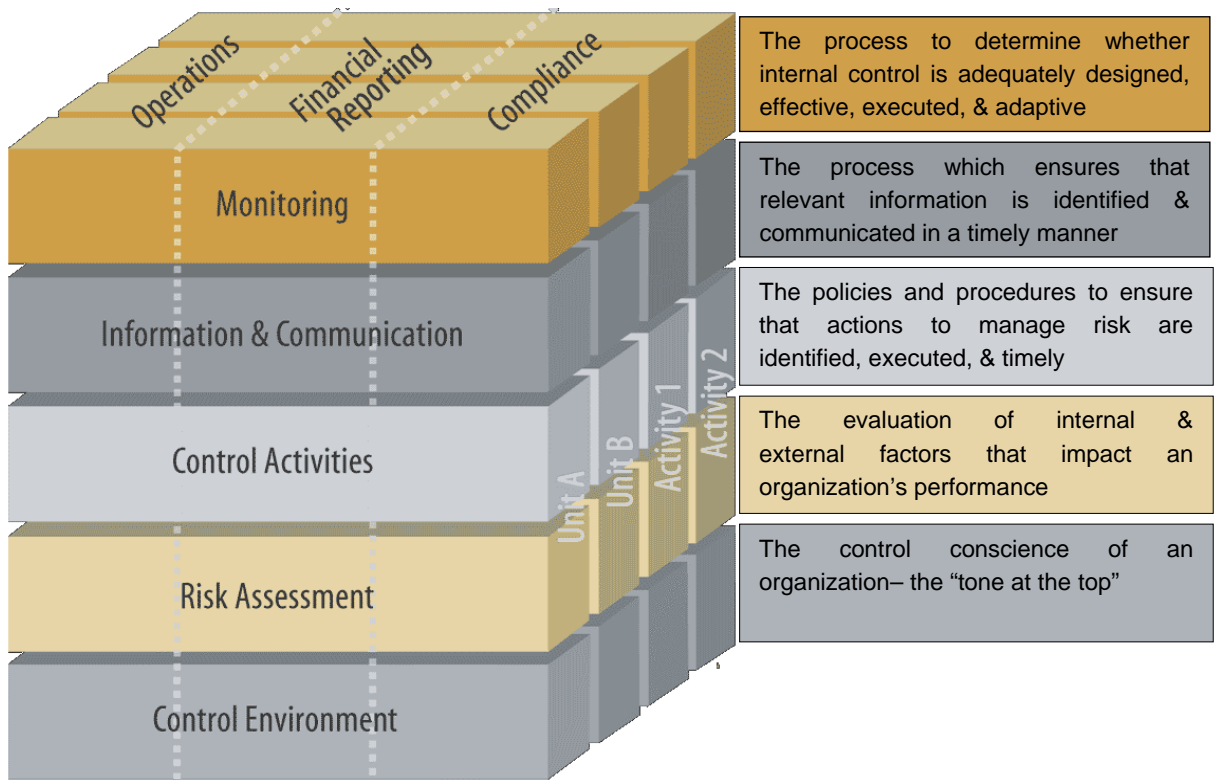 Operations
Financial
Reporting
Compliance
Monitoring
Information & Communication
Control Activities
Risk Assessment
Control Environment
Unit A
Unit B
Activity 1
Activity 2
The process to determine whether
internal control is adequately designed,
effective, executed, & adaptive
The process which ensures that
relevant information is identified &
communicated in a timely manner
The policies and procedures to ensure
that actions to manage risk are
identified, executed, & timely
The evaluation of internal &
external factors that impact an
organization's performance
The control conscience of an
organization– the “tone at the top”